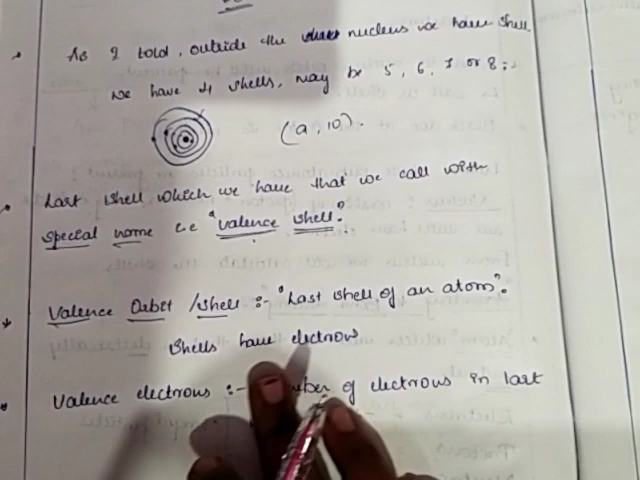 As I told, outside the nucleus we have shell
we have 4 shells, may be 5, 6, 7 or 8 :-
(a, 10).
Last shell which we have that we call with
special name i.e "valence shell".
Valence Orbit / shell :- "Last shell of an atom".
Shells have electrons
Valence electrons :- of electrons in last